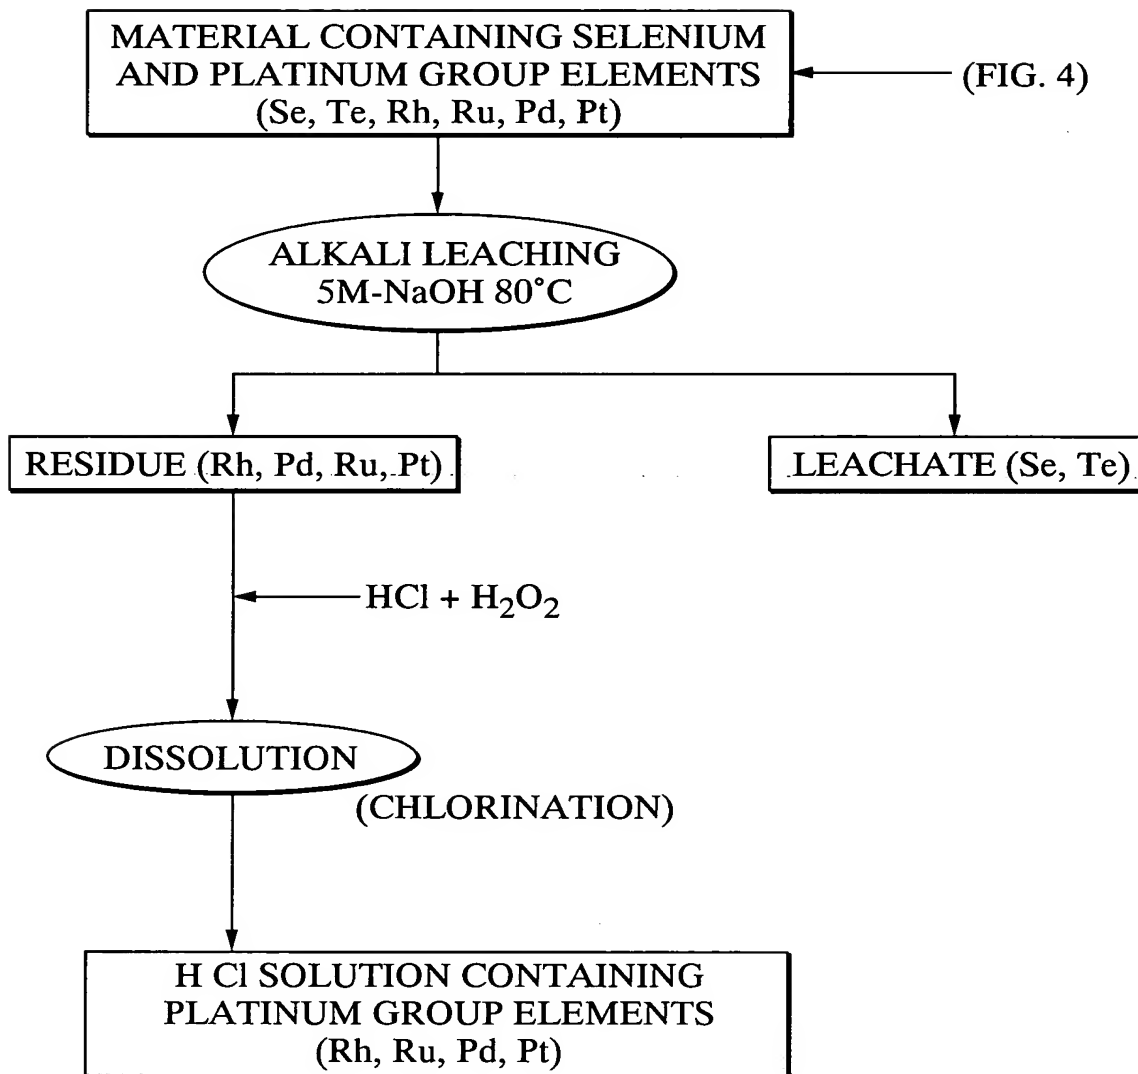 MATERIAL CONTAINING SELENIUM
AND PLATINUM GROUP ELEMENTS
(Se, Te, Rh, Ru, Pd, Pt)
(FIG. 4)
ALKALI LEACHING
5M-NaOH 80°C
RESIDUE (Rh, Pd, Ru, Pt)
LEACHATE (Se, Te)
HCl + H₂O₂
DISSOLUTION
(CHLORINATION)
H Cl SOLUTION CONTAINING
PLATINUM GROUP ELEMENTS
(Rh, Ru, Pd, Pt)